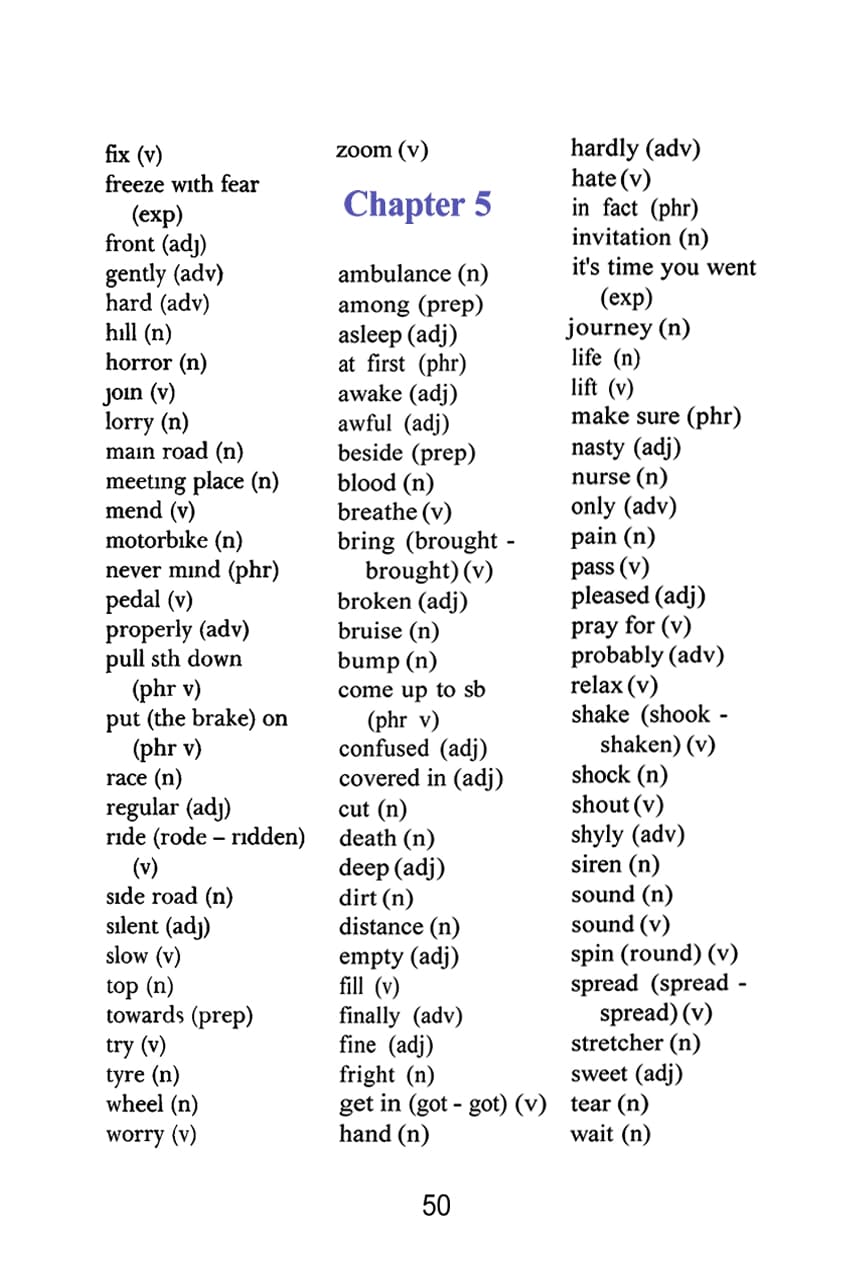 fix (v)
freeze with fear
(exp)
front (adj)
gently (adv)
hard (adv)
hill (n)
horror (n)
join (v)
lorry (n)
main road (n)
meeting place (n)
mend (v)
motorbike (n)
never mind (phr)
pedal (v)
properly (adv)
pull sth down
(phr v)
put (the brake) on
(phr v)
race (n)
regular (adj)
ride (rode – ridden)
(v)
side road (n)
silent (adj)
slow (v)
top (n)
towards (prep)
try (v)
tyre (n)
wheel (n)
worry (v)
zoom (v)
Chapter 5
ambulance (n)
among (prep)
asleep (adj)
at first (phr)
awake (adj)
awful (adj)
beside (prep)
blood (n)
breathe (v)
bring (brought -
brought) (v)
broken (adj)
bruise (n)
bump (n)
come up to sb
(phr v)
confused (adj)
covered in (adj)
cut (n)
death (n)
deep (adj)
dirt (n)
distance (n)
empty (adj)
fill (v)
finally (adv)
fine (adj)
fright (n)
get in (got - got) (v)
hand (n)
hardly (adv)
hate (v)
in fact (phr)
invitation (n)
it's time you went
(exp)
journey (n)
life (n)
lift (v)
make sure (phr)
nasty (adj)
nurse (n)
only (adv)
pain (n)
pass (v)
pleased (adj)
pray for (v)
probably (adv)
relax (v)
shake (shook -
shaken) (v)
shock (n)
shout (v)
shyly (adv)
siren (n)
sound (n)
sound (v)
spin (round) (v)
spread (spread -
spread) (v)
stretcher (n)
sweet (adj)
tear (n)
wait (n)
50